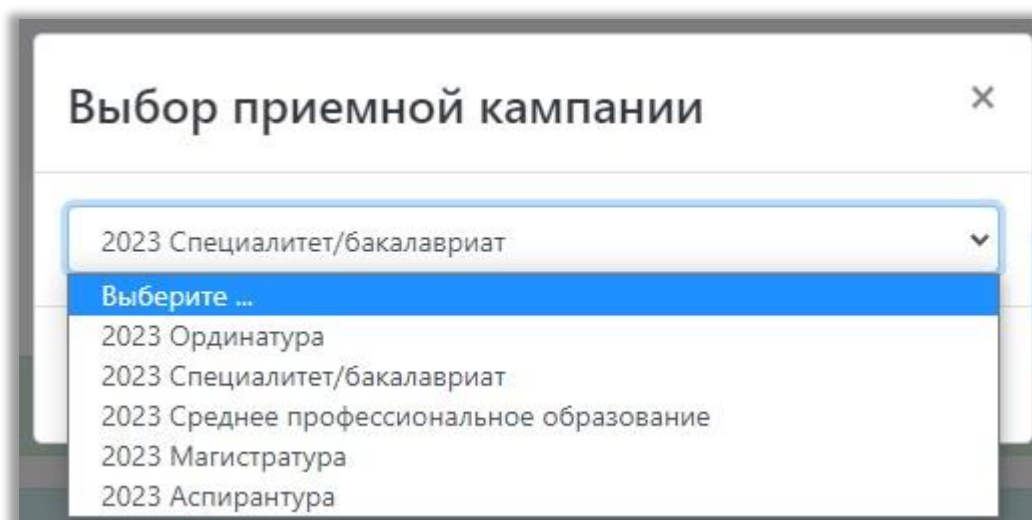 Выбор приемной кампании ×
2023 Специалитет/бакалавриат
Выберите ...
2023 Ординатура
2023 Специалитет/бакалавриат
2023 Среднее профессиональное образование
2023 Магистратура
2023 Аспирантура